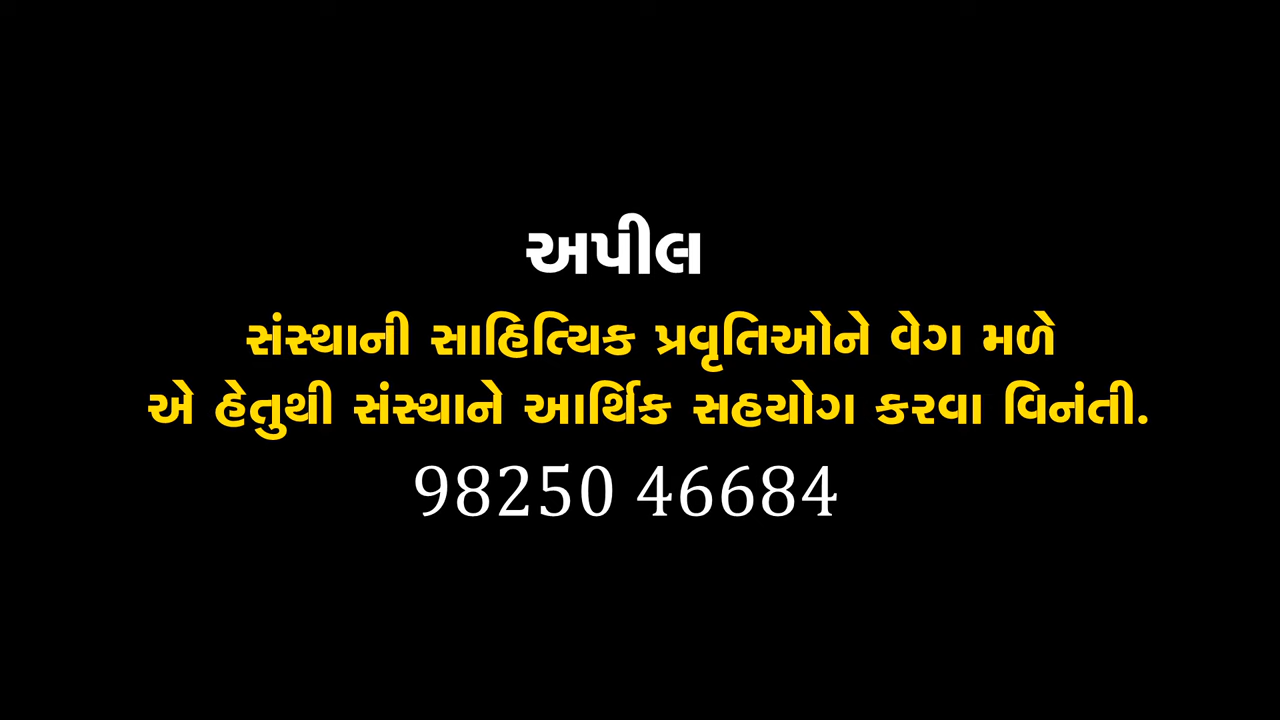 અપીલ
સંસ્થાની સાહિત્યિક પ્રવૃતિઓને વેગ મળે
એ હેતુથી સંસ્થાને આર્થિક સહયોગ કરવા વિનંતી.
98250 46684